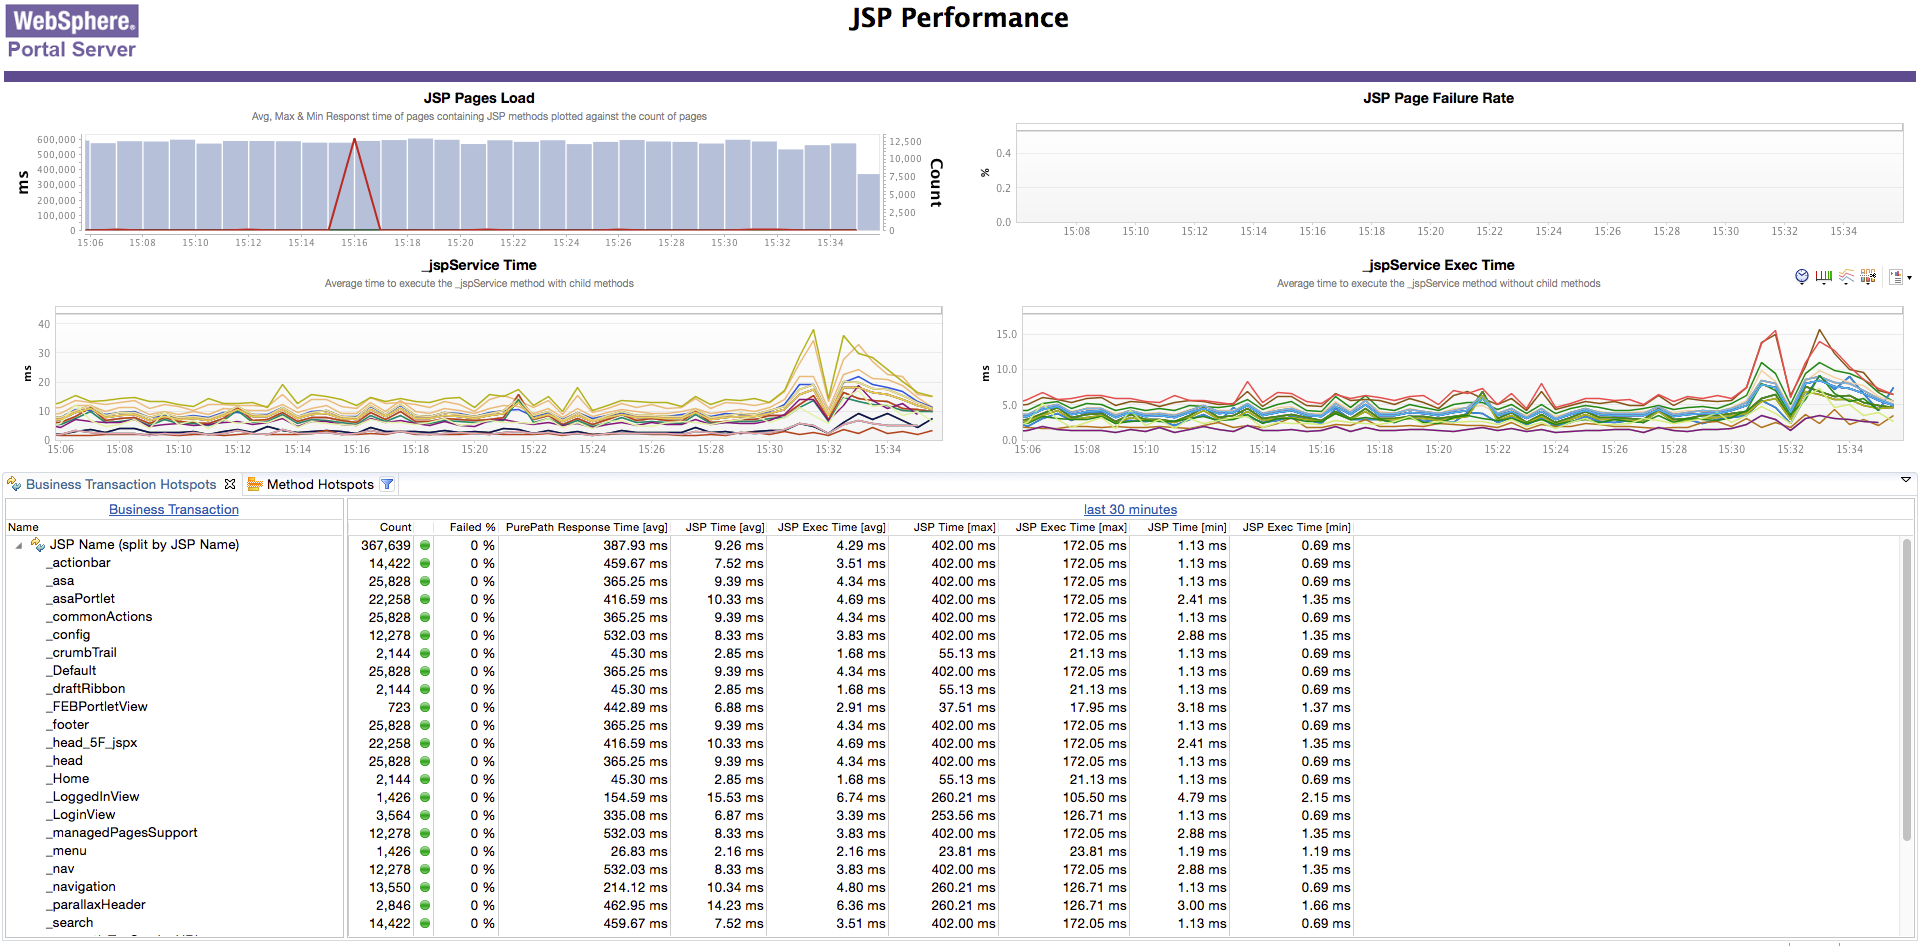 WebSphere.
Portal Server
JSP Performance
JSP Pages Load
Avg, Max & Min Responst time of pages containing JSP methods plotted against the count of pages
600,000
500,000
400,000
300,000
200,000
100,000
0
ms
12,500
10,000
7,500
5,000
2,500
0
Count
15:06 15:08 15:10 15:12 15:14 15:16 15:18 15:20 15:22 15:24 15:26 15:28 15:30 15:32 15:34
JSP Page Failure Rate
%
0.4
0.2
0.0
15:08 15:10 15:12 15:14 15:16 15:18 15:20 15:22 15:24 15:26 15:28 15:30 15:32 15:34
_jspService Time
Average time to execute the _jspService method with child methods
ms
40
30
20
10
0
15:06 15:08 15:10 15:12 15:14 15:16 15:18 15:20 15:22 15:24 15:26 15:28 15:30 15:32 15:34
_jspService Exec Time
Average time to execute the _jspService method without child methods
ms
15.0
10.0
5.0
0.0
15:06 15:08 15:10 15:12 15:14 15:16 15:18 15:20 15:22 15:24 15:26 15:28 15:30 15:32 15:34
Business Transaction Hotspots Method Hotspots
Business Transaction last 30 minutes
Name Count Failed % PurePath Response Time [avg] JSP Time [avg] JSP Exec Time [avg] JSP Time [max] JSP Exec Time [max] JSP Time [min] JSP Exec Time [min]
JSP Name (split by JSP Name) 367,639 0 % 387.93 ms 9.26 ms 4.29 ms 402.00 ms 172.05 ms 1.13 ms 0.69 ms
_actionbar 14,422 0 % 459.67 ms 7.52 ms 3.51 ms 402.00 ms 172.05 ms 1.13 ms 0.69 ms
_asa 25,828 0 % 365.25 ms 9.39 ms 4.34 ms 402.00 ms 172.05 ms 1.13 ms 0.69 ms
_asaPortlet 22,258 0 % 416.59 ms 10.33 ms 4.69 ms 402.00 ms 172.05 ms 2.41 ms 1.35 ms
_commonActions 25,828 0 % 365.25 ms 9.39 ms 4.34 ms 402.00 ms 172.05 ms 1.13 ms 0.69 ms
_config 12,278 0 % 532.03 ms 8.33 ms 3.83 ms 402.00 ms 172.05 ms 2.88 ms 1.35 ms
_crumbTrail 2,144 0 % 45.30 ms 2.85 ms 1.68 ms 55.13 ms 21.13 ms 1.13 ms 0.69 ms
_Default 25,828 0 % 365.25 ms 9.39 ms 4.34 ms 402.00 ms 172.05 ms 1.13 ms 0.69 ms
_draftRibbon 2,144 0 % 45.30 ms 2.85 ms 1.68 ms 55.13 ms 21.13 ms 1.13 ms 0.69 ms
_FEBPortletView 723 0 % 442.89 ms 6.88 ms 2.91 ms 37.51 ms 17.95 ms 3.18 ms 1.37 ms
_footer 25,828 0 % 365.25 ms 9.39 ms 4.34 ms 402.00 ms 172.05 ms 1.13 ms 0.69 ms
_head_5F_jspx 22,258 0 % 416.59 ms 10.33 ms 4.69 ms 402.00 ms 172.05 ms 2.41 ms 1.35 ms
_head 25,828 0 % 365.25 ms 9.39 ms 4.34 ms 402.00 ms 172.05 ms 1.13 ms 0.69 ms
_Home 2,144 0 % 45.30 ms 2.85 ms 1.68 ms 55.13 ms 21.13 ms 1.13 ms 0.69 ms
_LoggedInView 1,426 0 % 154.59 ms 15.53 ms 6.74 ms 260.21 ms 105.50 ms 4.79 ms 2.15 ms
_LoginView 3,564 0 % 335.08 ms 6.87 ms 3.39 ms 253.56 ms 126.71 ms 1.13 ms 0.69 ms
_managedPagesSupport 12,278 0 % 532.03 ms 8.33 ms 3.83 ms 402.00 ms 172.05 ms 2.88 ms 1.35 ms
_menu 1,426 0 % 26.83 ms 2.16 ms 2.16 ms 23.81 ms 23.81 ms 1.19 ms 1.19 ms
_nav 12,278 0 % 532.03 ms 8.33 ms 3.83 ms 402.00 ms 172.05 ms 2.88 ms 1.35 ms
_navigation 13,550 0 % 214.12 ms 10.34 ms 4.80 ms 260.21 ms 126.71 ms 1.13 ms 0.69 ms
_parallaxHeader 2,846 0 % 462.95 ms 14.23 ms 6.36 ms 260.21 ms 126.71 ms 3.00 ms 1.66 ms
_search 14,422 0 % 459.67 ms 7.52 ms 3.51 ms 402.00 ms 172.05 ms 1.13 ms 0.69 ms